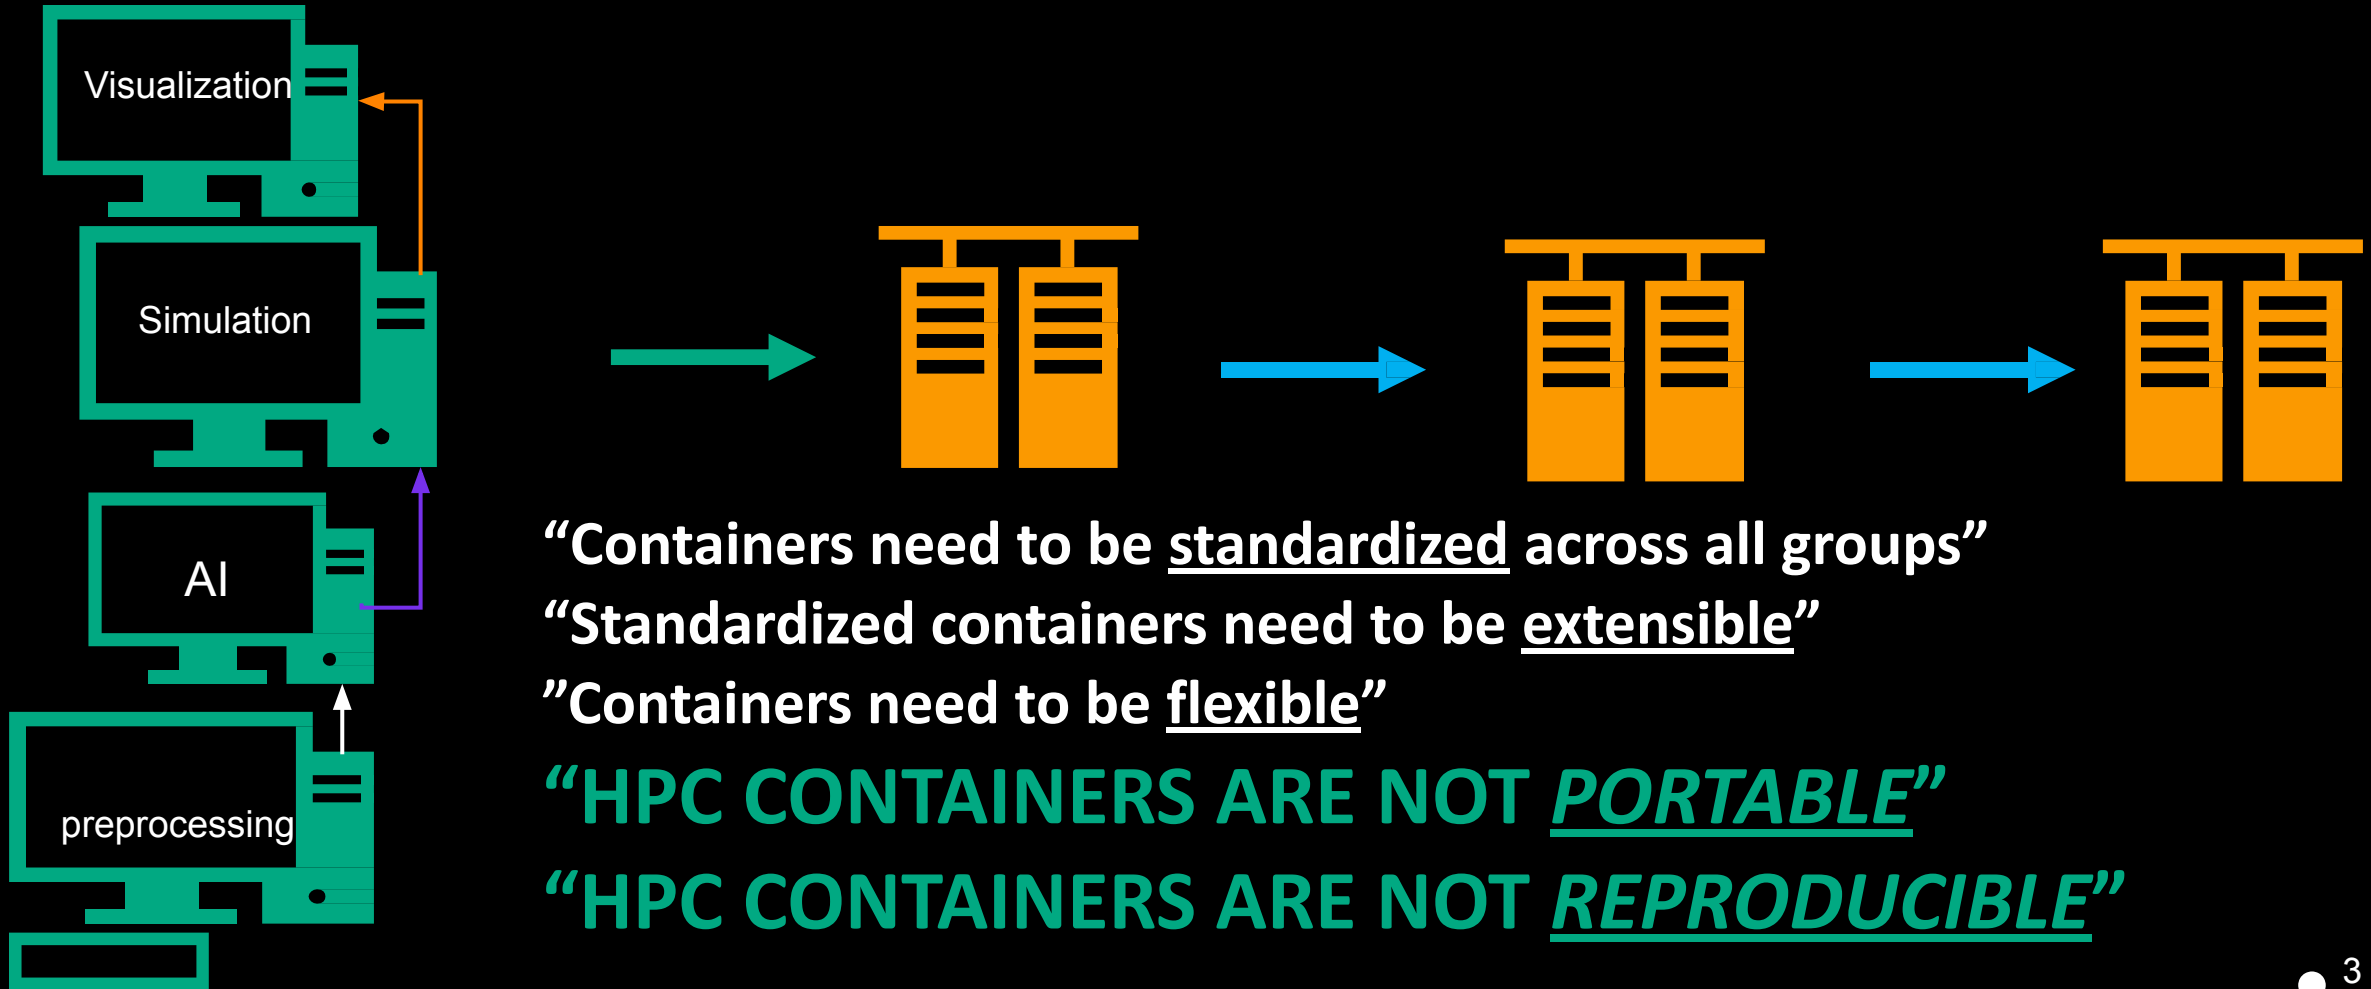 Visualization
Simulation
AI
preprocessing
“Containers need to be standardized across all groups”
“Standardized containers need to be extensible”
”Containers need to be flexible”
“HPC CONTAINERS ARE NOT PORTABLE”
“HPC CONTAINERS ARE NOT REPRODUCIBLE”
3